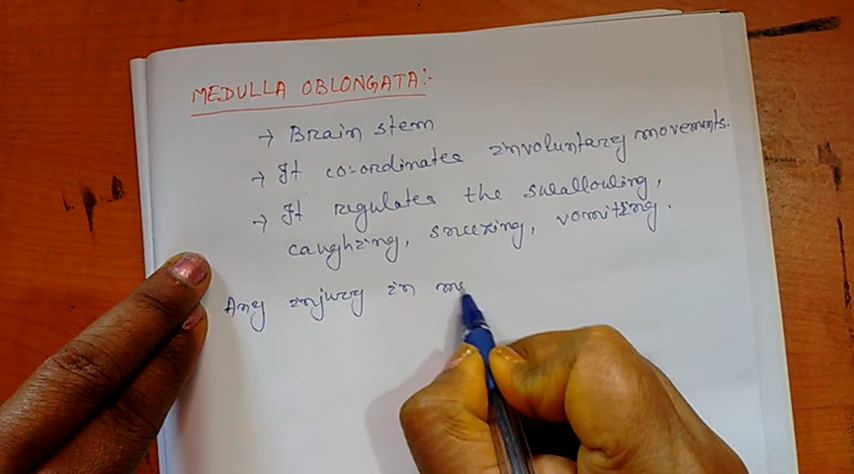 MEDULLA OBLONGATA:-
→ Brain stem
→ It co-ordinates involuntary movements.
→ It regulates the swallowing,
caughing, sneezing, vomiting.
Any injury in m